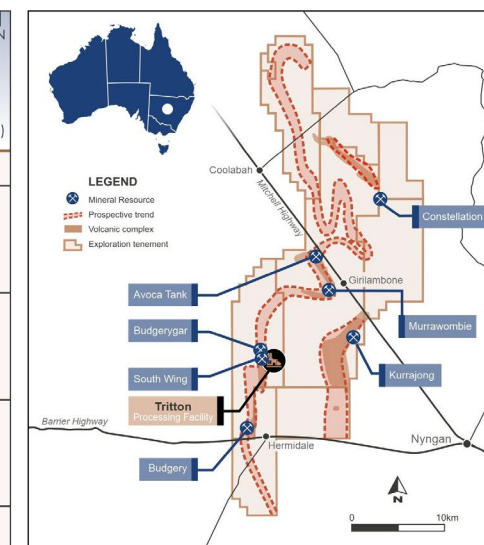 N
)
Coolabah
Mitchell Highway
LEGEND
Mineral Resource
Prospective trend
Volcanic complex
Exploration tenement
Constellation
Avoca Tank
Girilambone
Budgerygar
Murrawombie
South Wing
Kurrajong
Tritton
Processing Facility
Barrier Highway
Hermidale
Nyngan
Budgery
N
0 10km